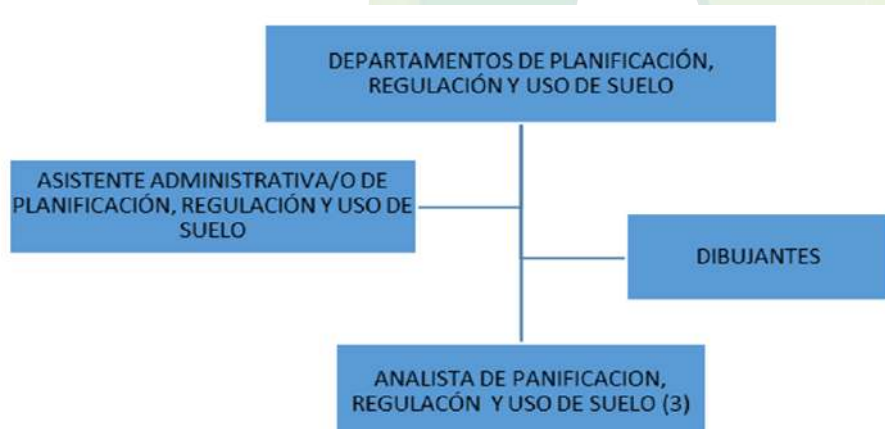 DEPARTAMENTOS DE PLANIFICACIÓN,
REGULACIÓN Y USO DE SUELO
ASISTENTE ADMINISTRATIVA/O DE
PLANIFICACIÓN, REGULACIÓN Y USO DE
SUELO
DIBUJANTES
ANALISTA DE PANIFICACION,
REGULACÓN Y USO DE SUELO (3)